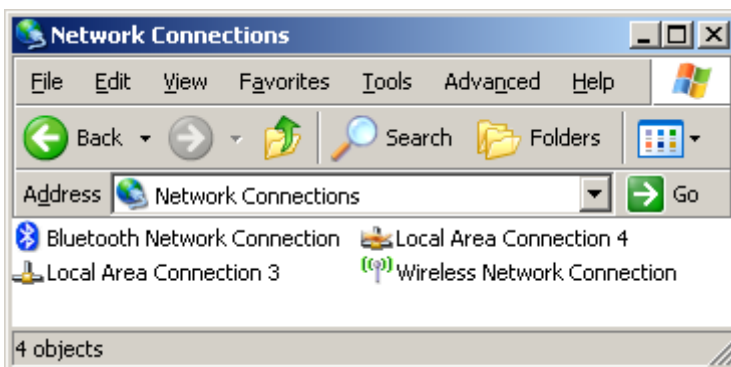 Network Connections
File Edit View Favorites Tools Advanced Help
Back Search Folders
Address Network Connections Go
Bluetooth Network Connection Local Area Connection 4
Local Area Connection 3 Wireless Network Connection
4 objects